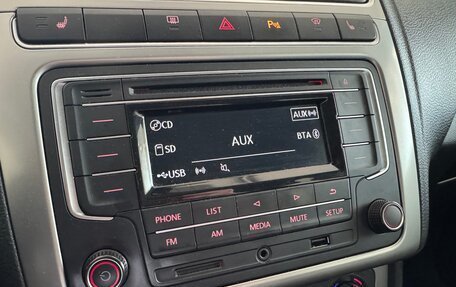 CD
AUX
SD
AUX
BTA
USB
PHONE LIST MEDIA MUTE SETUP
FM AM